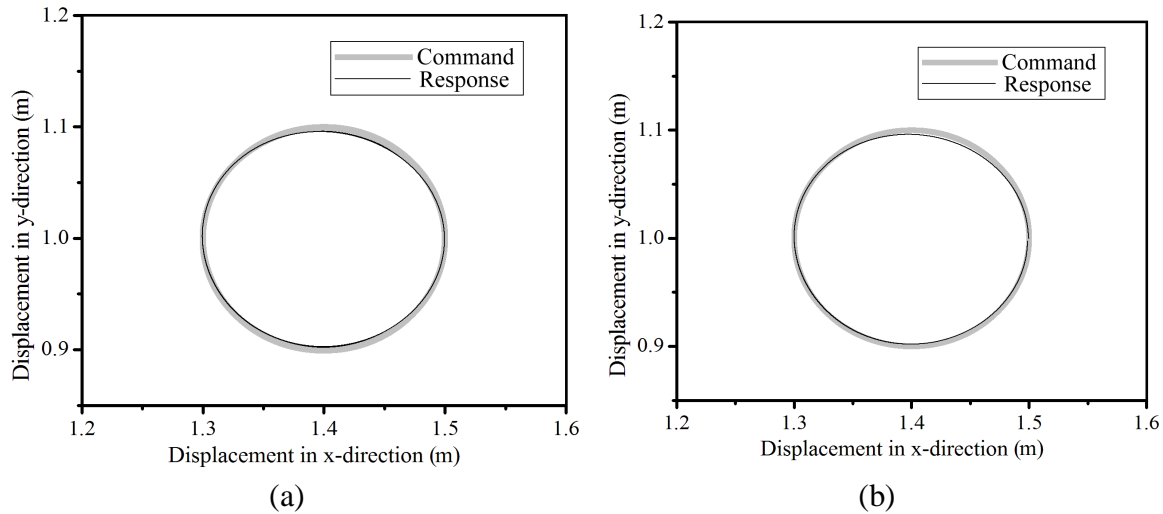 1.2
1.1
1.0
0.9
Displacement in y-direction (m)
Command
Response
1.2
1.3
1.4
1.5
1.6
Displacement in x-direction (m)
(a)
1.2
1.1
1.0
0.9
Displacement in y-direction (m)
Command
Response
1.2
1.3
1.4
1.5
1.6
Displacement in x-direction (m)
(b)